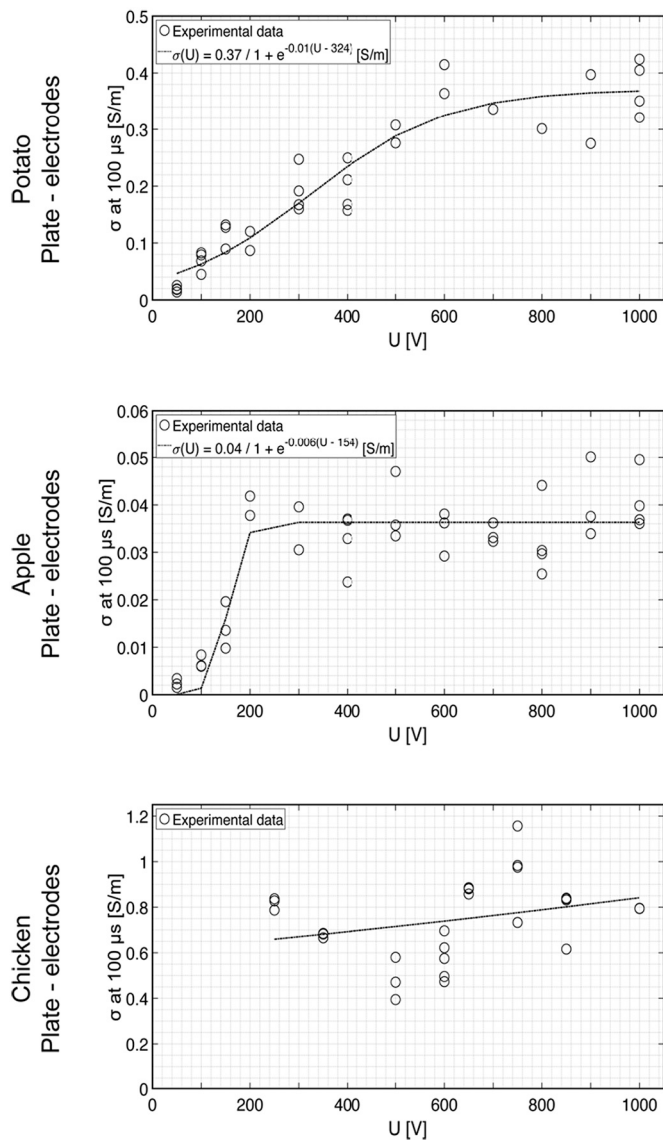 Potato
Plate - electrodes
σ at 100 μs [S/m]
0.5
0.4
0.3
0.2
0.1
0
Experimental data
σ(U) = 0.37 / 1 + e^-0.01(U - 324) [S/m]
0 200 400 600 800 1000
U [V]
Apple
Plate - electrodes
σ at 100 μs [S/m]
0.06
0.05
0.04
0.03
0.02
0.01
0
Experimental data
σ(U) = 0.04 / 1 + e^-0.006(U - 154) [S/m]
0 200 400 600 800 1000
U [V]
Chicken
Plate - electrodes
σ at 100 μs [S/m]
1.2
1
0.8
0.6
0.4
0.2
0
Experimental data
0 200 400 600 800 1000
U [V]